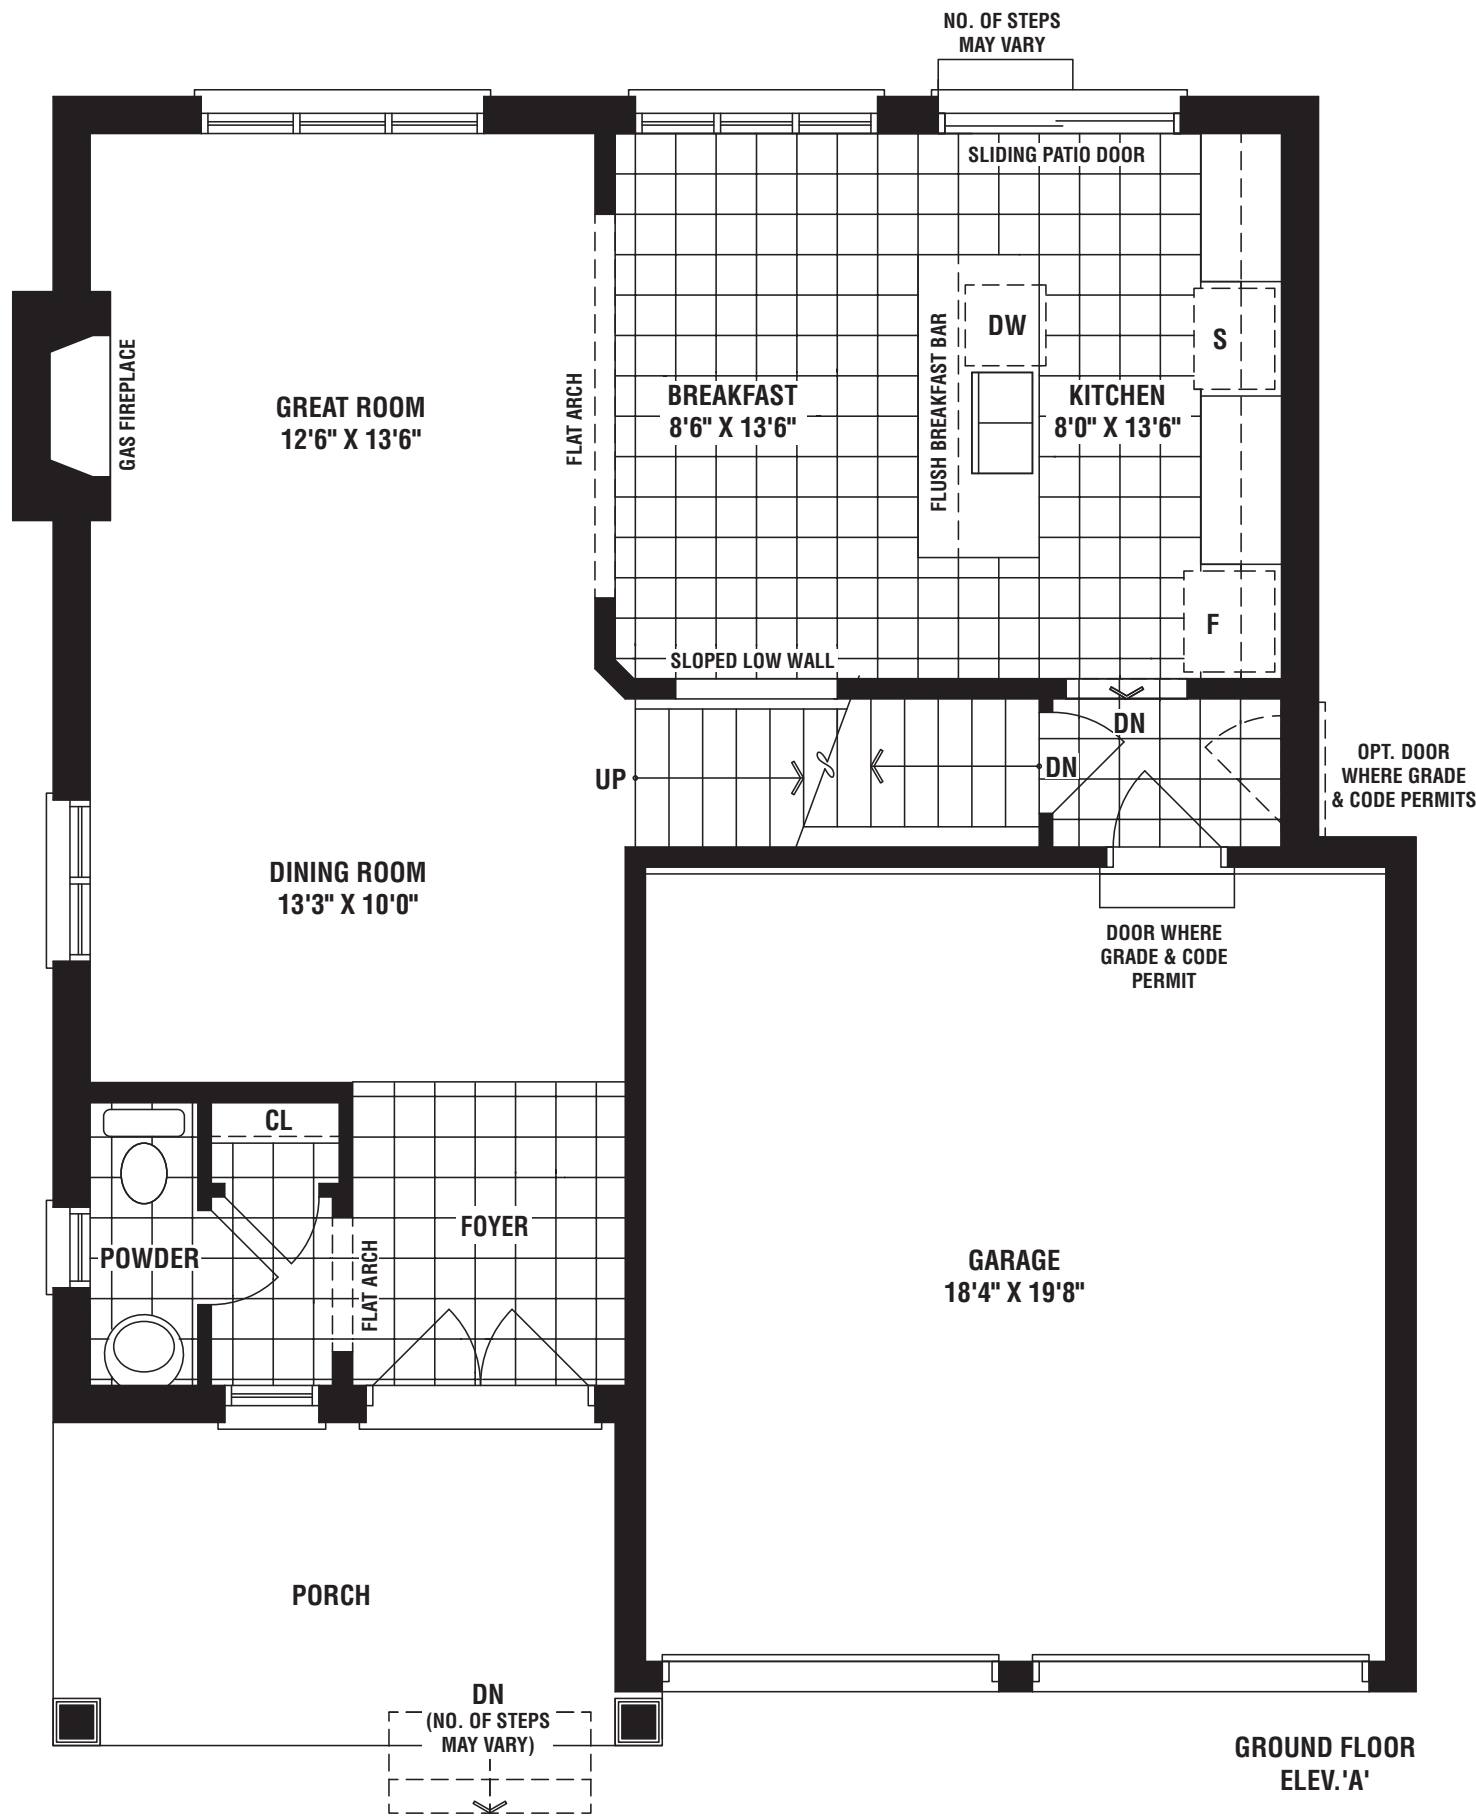 NO. OF STEPS
MAY VARY
SLIDING PATIO DOOR
GAS FIREPLACE
GREAT ROOM
12'6" X 13'6"
FLAT ARCH
BREAKFAST
8'6" X 13'6"
FLUSH BREAKFAST BAR
DW
KITCHEN
8'0" X 13'6"
S
F
SLOPED LOW WALL
DN
UP
DN
OPT. DOOR
WHERE GRADE
& CODE PERMITS
DINING ROOM
13'3" X 10'0"
DOOR WHERE
GRADE & CODE
PERMIT
CL
POWDER
FLAT ARCH
FOYER
GARAGE
18'4" X 19'8"
PORCH
DN
(NO. OF STEPS
MAY VARY)
GROUND FLOOR
ELEV.'A'